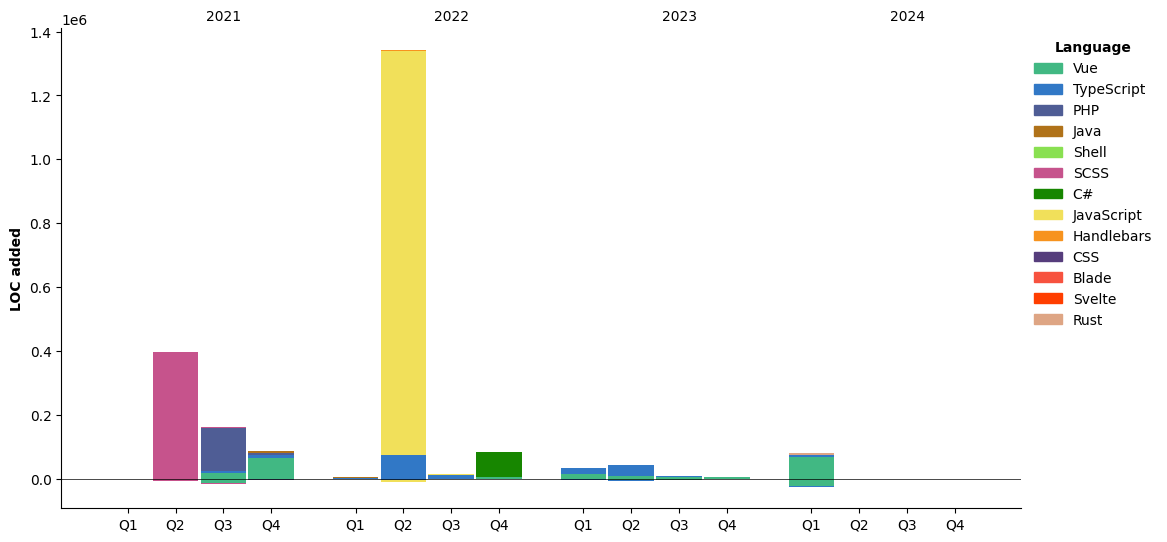 2021 2022 2023 2024
1e6
1.4
1.2
1.0
0.8
0.6
0.4
0.2
0.0
LOC added
Q1 Q2 Q3 Q4 Q1 Q2 Q3 Q4 Q1 Q2 Q3 Q4 Q1 Q2 Q3 Q4
Language
Vue
TypeScript
PHP
Java
Shell
SCSS
C#
JavaScript
Handlebars
CSS
Blade
Svelte
Rust